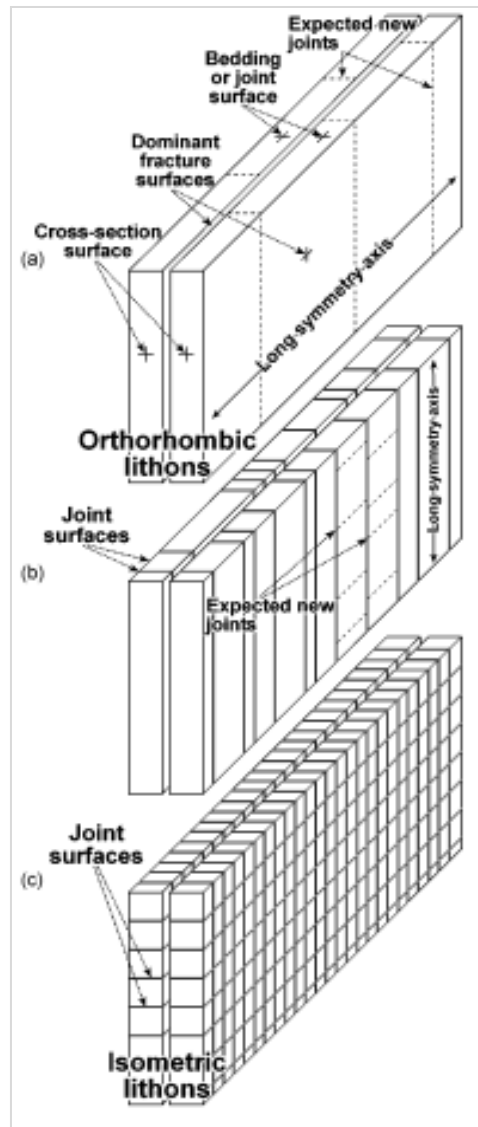 Expected new
joints
Bedding
or joint
surface
Dominant
fracture
surfaces
Cross-section
surface
(a)
Long symmetry axis
Orthorhombic
lithons
Joint
surfaces
Long symmetry axis
(b)
Expected new
joints
Joint
surfaces
(c)
Isometric
lithons